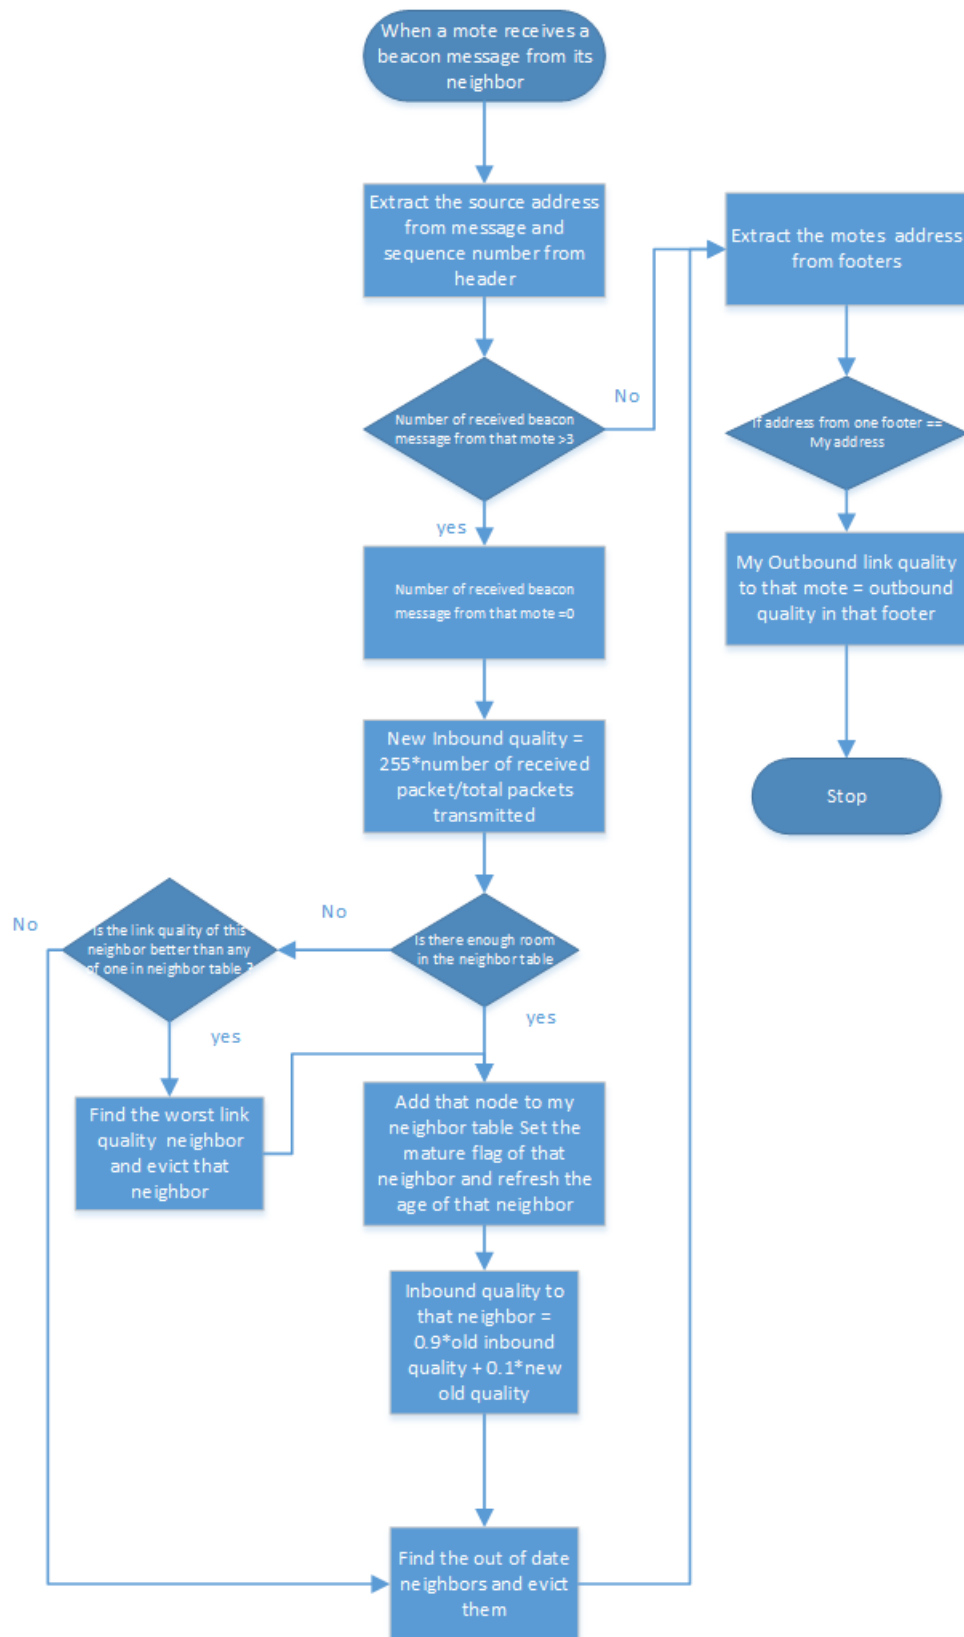 When a mote receives a
beacon message from its
neighbor
Extract the source address
from message and
sequence number from
header
Number of received beacon
message from that mote >3
No
yes
Number of received beacon
message from that mote =0
New Inbound quality =
255*number of received
packet/total packets
transmitted
Is there enough room
in the neighbor table
No
yes
Is the link quality of this
neighbor better than any
of one in neighbor table ?
No
yes
Find the worst link
quality neighbor
and evict that
neighbor
Add that node to my
neighbor table Set the
mature flag of that
neighbor and refresh the
age of that neighbor
Inbound quality to
that neighbor =
0.9*old inbound
quality + 0.1*new
old quality
Find the out of date
neighbors and evict
them
Extract the motes address
from footers
If address from one footer ==
My address
My Outbound link quality
to that mote = outbound
quality in that footer
Stop